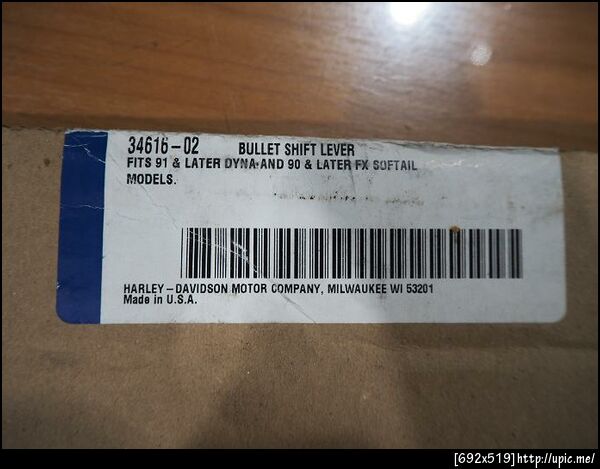 34616-02 BULLET SHIFT LEVER
FITS 91 & LATER DYNA AND 90 & LATER FX SOFTAIL
MODELS.
HARLEY-DAVIDSON MOTOR COMPANY, MILWAUKEE WI 53201
Made in U.S.A.
[692x519]http://upic.me/